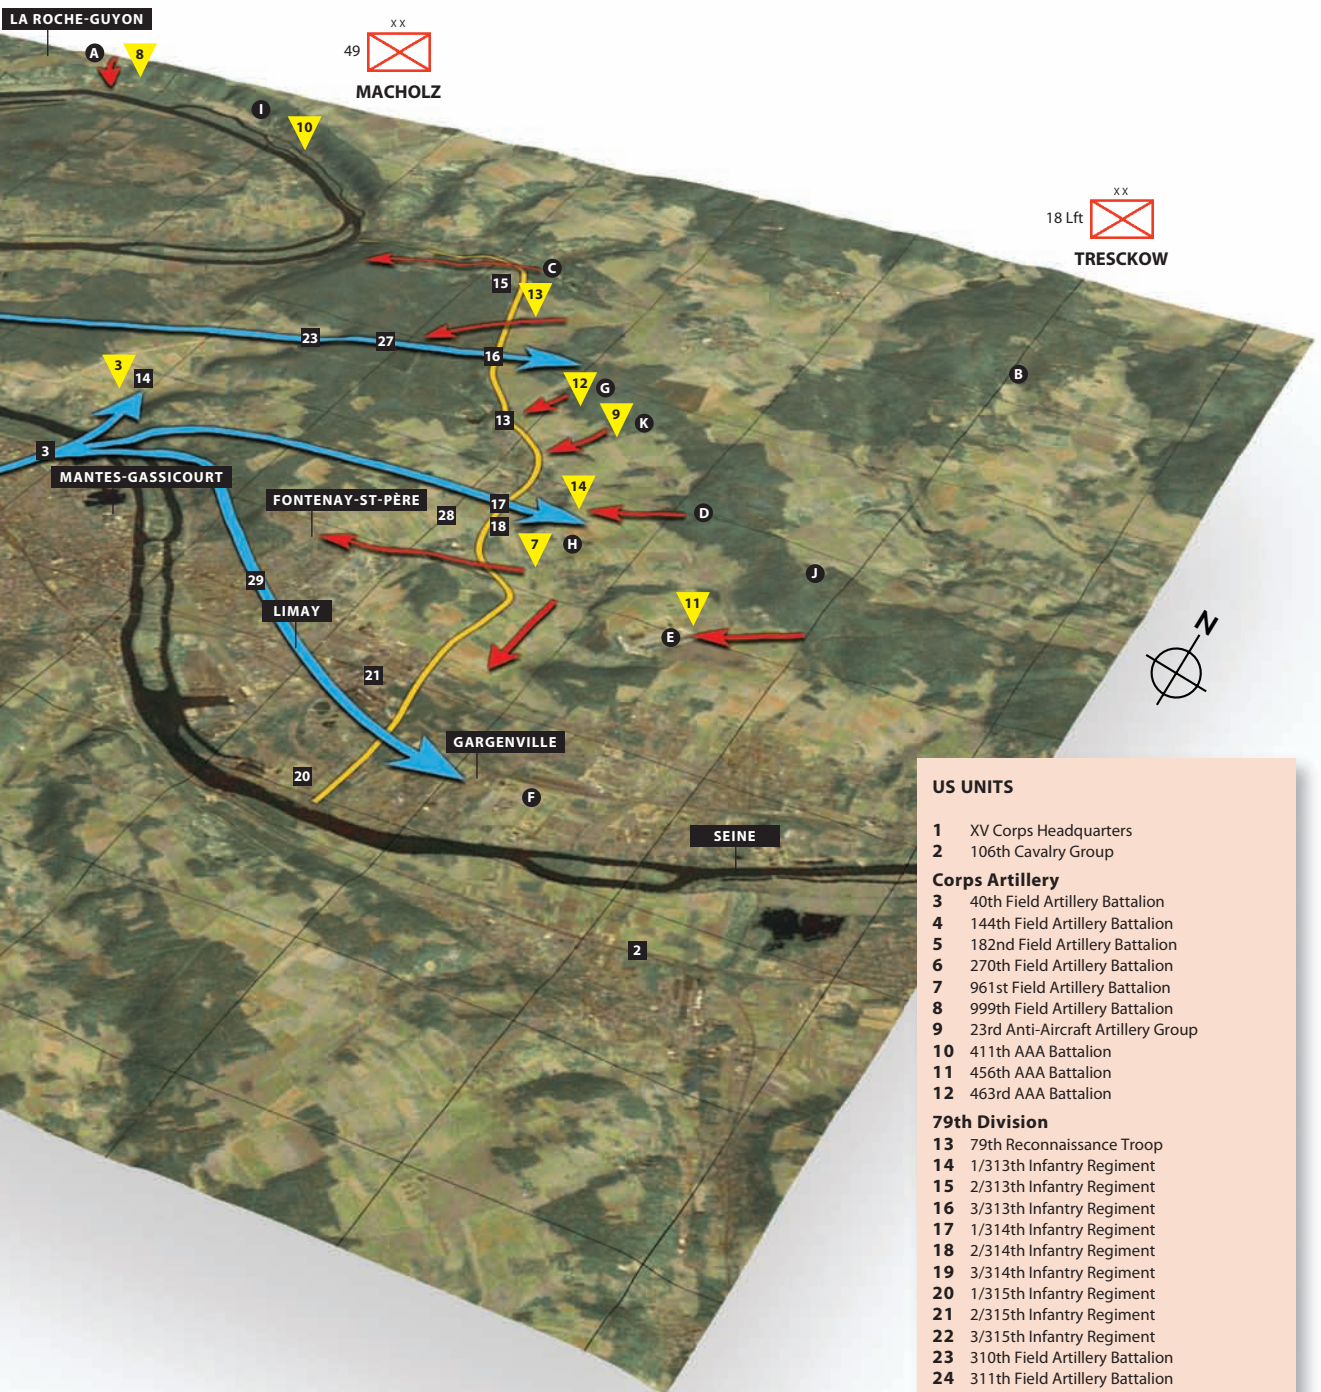 LA ROCHE-GUYON
A
8
xx
49
MACHOLZ
I
10
xx
18 Lft
TRESCKOW
C
15
13
23
27
16
3
14
12
G
B
9
K
13
3
MANTES-GASSICOURT
FONTENAY-ST-PÈRE
14
17
28
18
D
7
H
29
J
LIMAY
11
E
N
21
GARGENVILLE
20
F
SEINE
2
US UNITS
1 XV Corps Headquarters
2 106th Cavalry Group
Corps Artillery
3 40th Field Artillery Battalion
4 144th Field Artillery Battalion
5 182nd Field Artillery Battalion
6 270th Field Artillery Battalion
7 961st Field Artillery Battalion
8 999th Field Artillery Battalion
9 23rd Anti-Aircraft Artillery Group
10 411th AAA Battalion
11 456th AAA Battalion
12 463rd AAA Battalion
79th Division
13 79th Reconnaissance Troop
14 1/313th Infantry Regiment
15 2/313th Infantry Regiment
16 3/313th Infantry Regiment
17 1/314th Infantry Regiment
18 2/314th Infantry Regiment
19 3/314th Infantry Regiment
20 1/315th Infantry Regiment
21 2/315th Infantry Regiment
22 3/315th Infantry Regiment
23 310th Field Artillery Battalion
24 311th Field Artillery Battalion